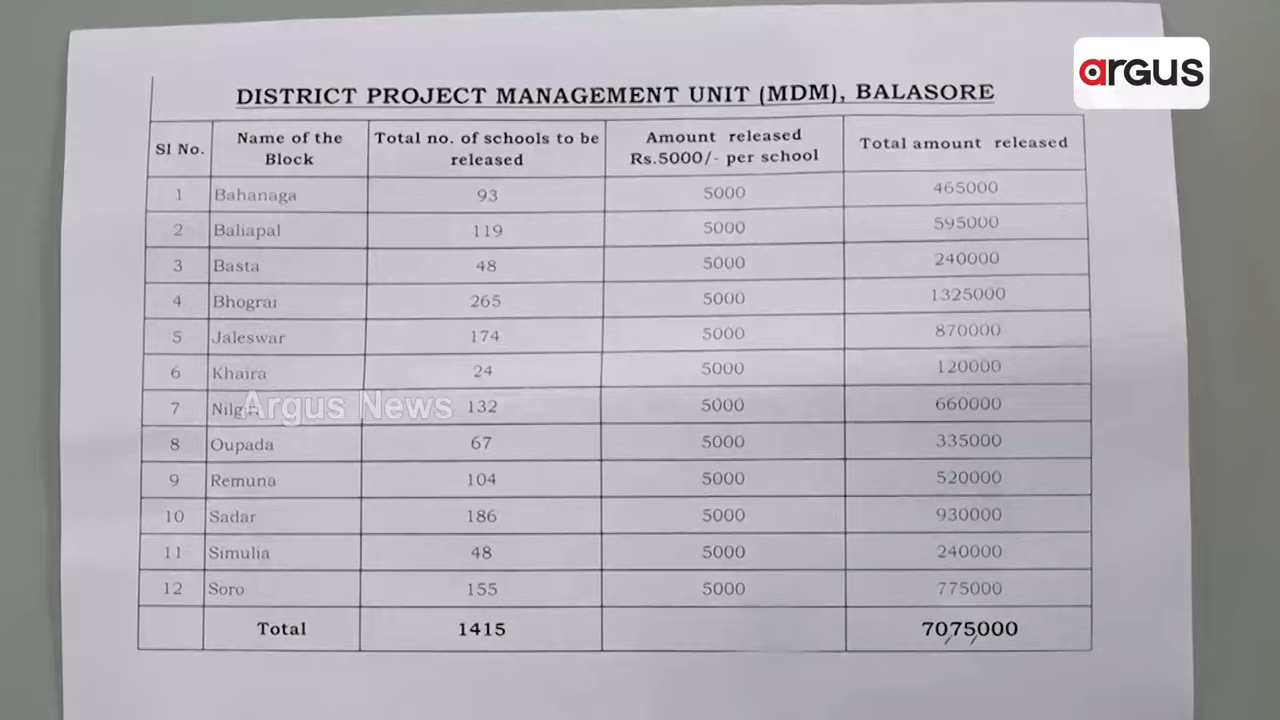 argus
DISTRICT PROJECT MANAGEMENT UNIT (MDM), BALASORE
Sl No. Name of the Block Total no. of schools to be released Amount released Rs.5000/- per school Total amount released
1 Bahanaga 93 5000 465000
2 Baliapal 119 5000 595000
3 Basta 48 5000 240000
4 Bhograi 265 5000 1325000
5 Jaleswar 174 5000 870000
6 Khaira 24 5000 120000
7 132 5000 660000
Argus News
8 Oupada 67 5000 335000
9 Remuna 104 5000 520000
10 Sadar 186 5000 930000
11 Simulia 48 5000 240000
12 Soro 155 5000 775000
Total 1415 7075000